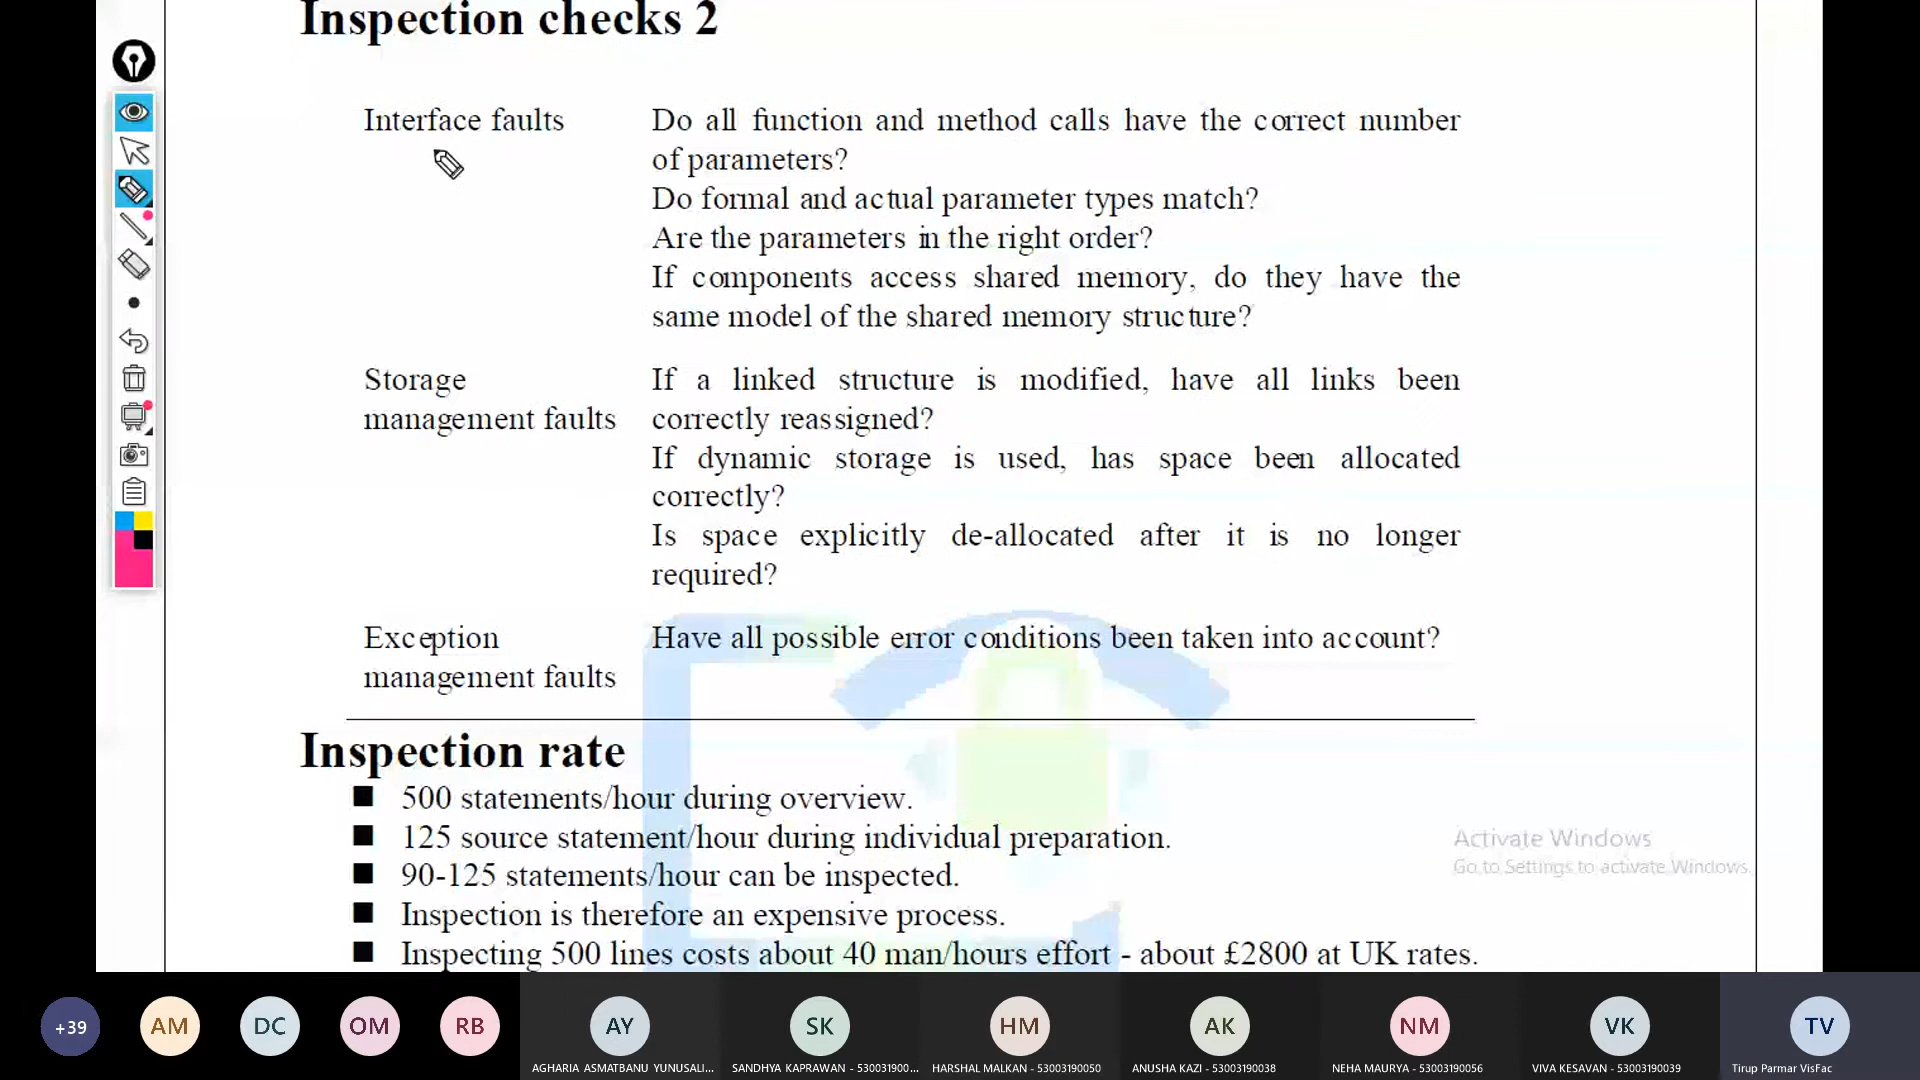 Inspection checks 2
Interface faults
Do all function and method calls have the correct number
of parameters?
Do formal and actual parameter types match?
Are the parameters in the right order?
If components access shared memory, do they have the
same model of the shared memory structure?
Storage
management faults
If a linked structure is modified, have all links been
correctly reassigned?
If dynamic storage is used, has space been allocated
correctly?
Is space explicitly de-allocated after it is no longer
required?
Exception
management faults
Have all possible error conditions been taken into account?
Inspection rate
500 statements/hour during overview.
125 source statement/hour during individual preparation.
90-125 statements/hour can be inspected.
Inspection is therefore an expensive process.
Inspecting 500 lines costs about 40 man/hours effort - about £2800 at UK rates.
Activate Windows
Go to Settings to activate Windows.
+39
AM
DC
OM
RB
AY
SK
HM
AK
NM
VK
TV
AGHARIA ASMATBANU YUNUSALI...
SANDHYA KAPRAWAN - 530031900...
HARSHAL MALKAN - 53003190050
ANUSHA KAZI - 53003190038
NEHA MAURYA - 53003190056
VIVA KESAVAN - 53003190039
Tirup Parmar VisFac